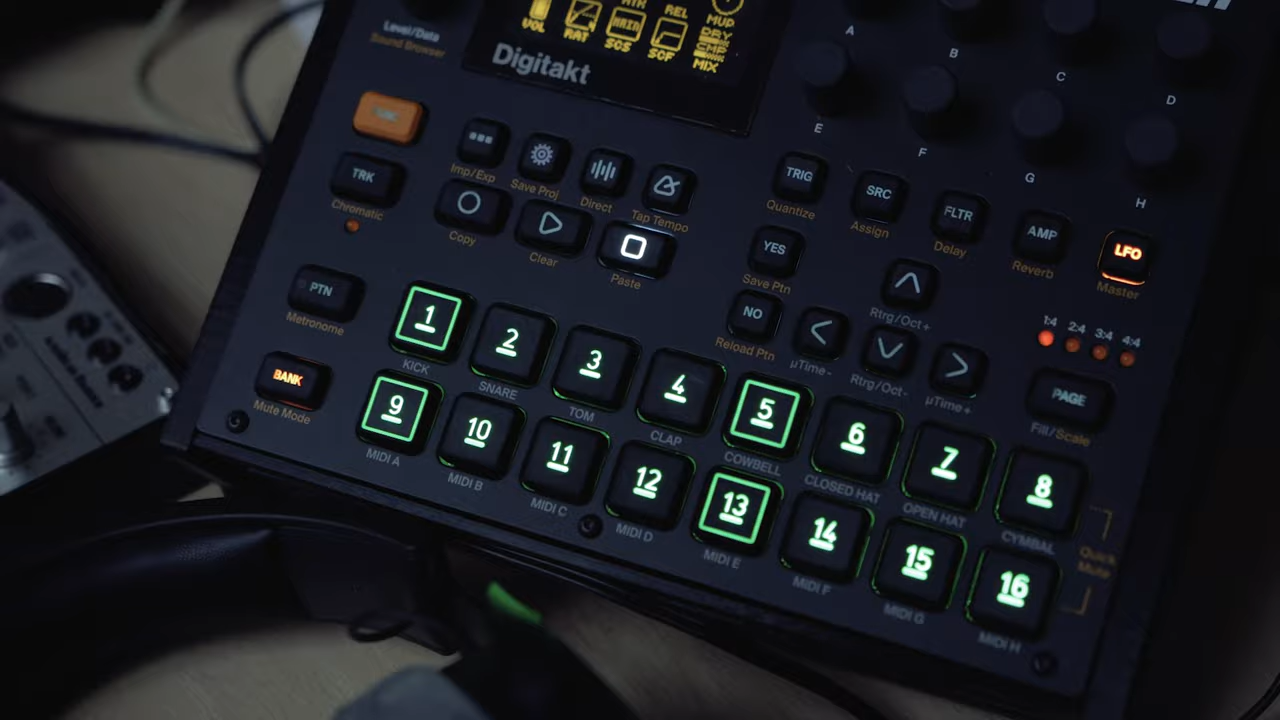 Level/Data
Sound Browser
VOL
RAT
MAIN
SCS
REL
SCF
MUP
DRY
CMP
MIX
Digitakt
A
B
C
D
E
F
G
H
TRK
Chromatic
Imp/Exp
Save Proj
Direct
Tap Tempo
Copy
Clear
Paste
TRIG
Quantize
SRC
Assign
FLTR
Delay
AMP
Reverb
LFO
Master
YES
Save Ptn
NO
Reload Ptn
Rtrg/Oct+
µTime-
Rtrg/Oct-
µTime+
1:4 2:4 3:4 4:4
PAGE
Fill/Scale
PTN
Metronome
BANK
Mute Mode
1 2 3 4 5 6 7 8
KICK SNARE TOM CLAP COWBELL CLOSED HAT OPEN HAT CYMBAL
9 10 11 12 13 14 15 16
MIDI A MIDI B MIDI C MIDI D MIDI E MIDI F MIDI G MIDI H
Quick
Mute